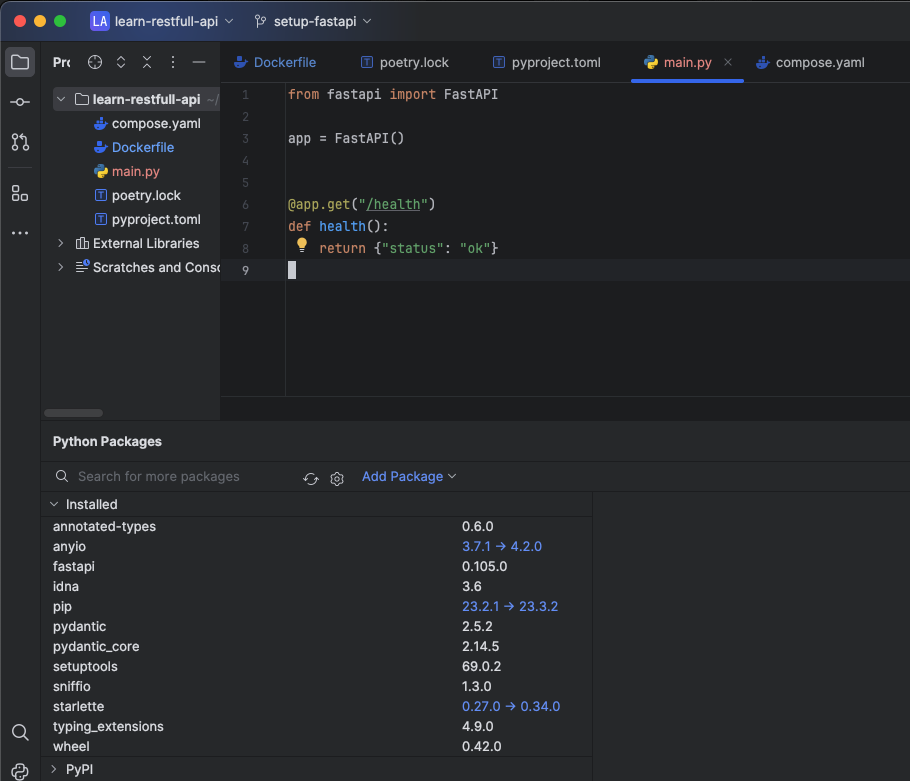 LA learn-restfull-api setup-fastapi
Pro
Dockerfile poetry.lock pyproject.toml main.py compose.yaml
learn-restfull-api ~/
compose.yaml
Dockerfile
main.py
poetry.lock
pyproject.toml
External Libraries
Scratches and Conso
1 from fastapi import FastAPI
2
3 app = FastAPI()
4
5
6 @app.get("/health")
7 def health():
8 return {"status": "ok"}
9
Python Packages
Search for more packages Add Package
Installed
annotated-types 0.6.0
anyio 3.7.1 → 4.2.0
fastapi 0.105.0
idna 3.6
pip 23.2.1 → 23.3.2
pydantic 2.5.2
pydantic_core 2.14.5
setuptools 69.0.2
sniffio 1.3.0
starlette 0.27.0 → 0.34.0
typing_extensions 4.9.0
wheel 0.42.0
PyPI